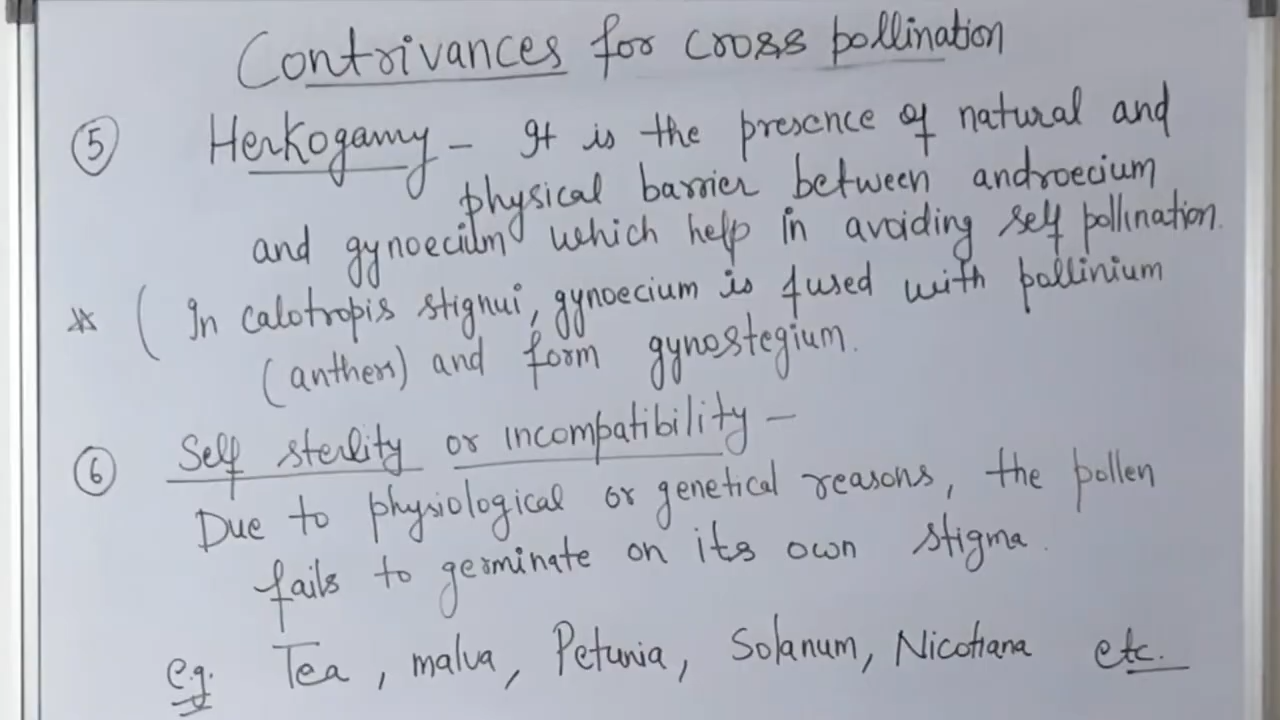 Contrivances for cross pollination
5 Herkogamy - It is the presence of natural and
physical barrier between androecium
and gynoecium which help in avoiding self pollination.
* ( In calotropis stignui, gynoecium is fused with pollinium
(anther) and form gynostegium.
6 Self sterlity or incompatibility -
Due to physiological or genetical reasons, the pollen
fails to germinate on its own stigma.
e.g. Tea, malva, Petunia, Solanum, Nicotiana etc.